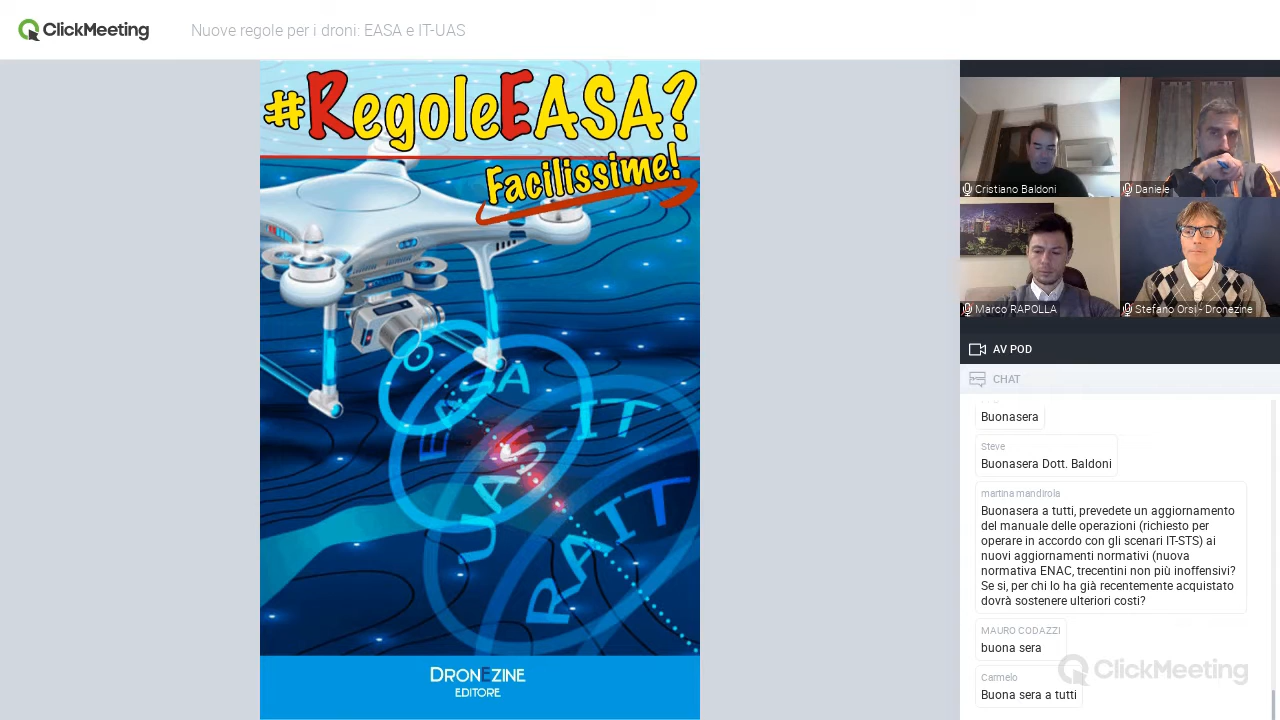 ClickMeeting
Nuove regole per i droni: EASA e IT-UAS
#RegoleEASA?
Facilissime!
EASA
UAS-IT
RAIT
DRONEZINE
EDITORE
Cristiano Baldoni
Daniele
Marco RAPOLLA
Stefano Orsi - Dronezine
AV POD
CHAT
Buonasera
Steve
Buonasera Dott. Baldoni
martina mandirola
Buonasera a tutti, prevedete un aggiornamento
del manuale delle operazioni (richiesto per
operare in accordo con gli scenari IT-STS) ai
nuovi aggiornamenti normativi (nuova
normativa ENAC, trecentini non più inoffensivi?
Se si, per chi lo ha già recentemente acquistato
dovrà sostenere ulteriori costi?
MAURO CODAZZI
buona sera
Carmelo
Buona sera a tutti
ClickMeeting